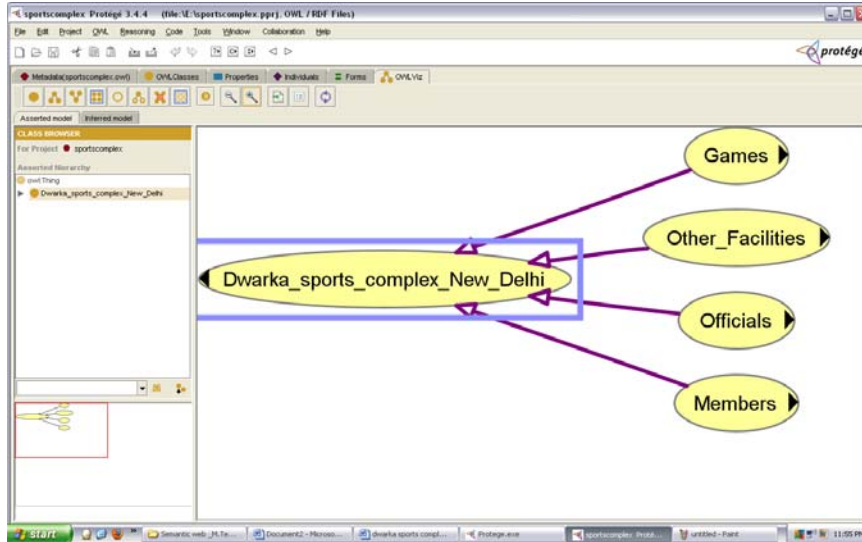 sportscomplex Protégé 3.4.4 (file:\E:\sportscomplex.pprj, OWL / RDF Files)
File Edit Project OWL Reasoning Code Tools Window Collaboration Help
protégé
Metadata(sportscomplex.owl) OWLClasses Properties Individuals Forms OWLViz
Asserted model Inferred model
CLASS BROWSER
For Project sportscomplex
Asserted Hierarchy
owl:Thing
Dwarka_sports_complex_New_Delhi
Games
Other_Facilities
Dwarka_sports_complex_New_Delhi
Officials
Members
start Semantic web _M.Te... Document2 - Microso... dwarka sports compl... Protege.exe sportscomplex Proté... untitled - Paint 11:55 PM